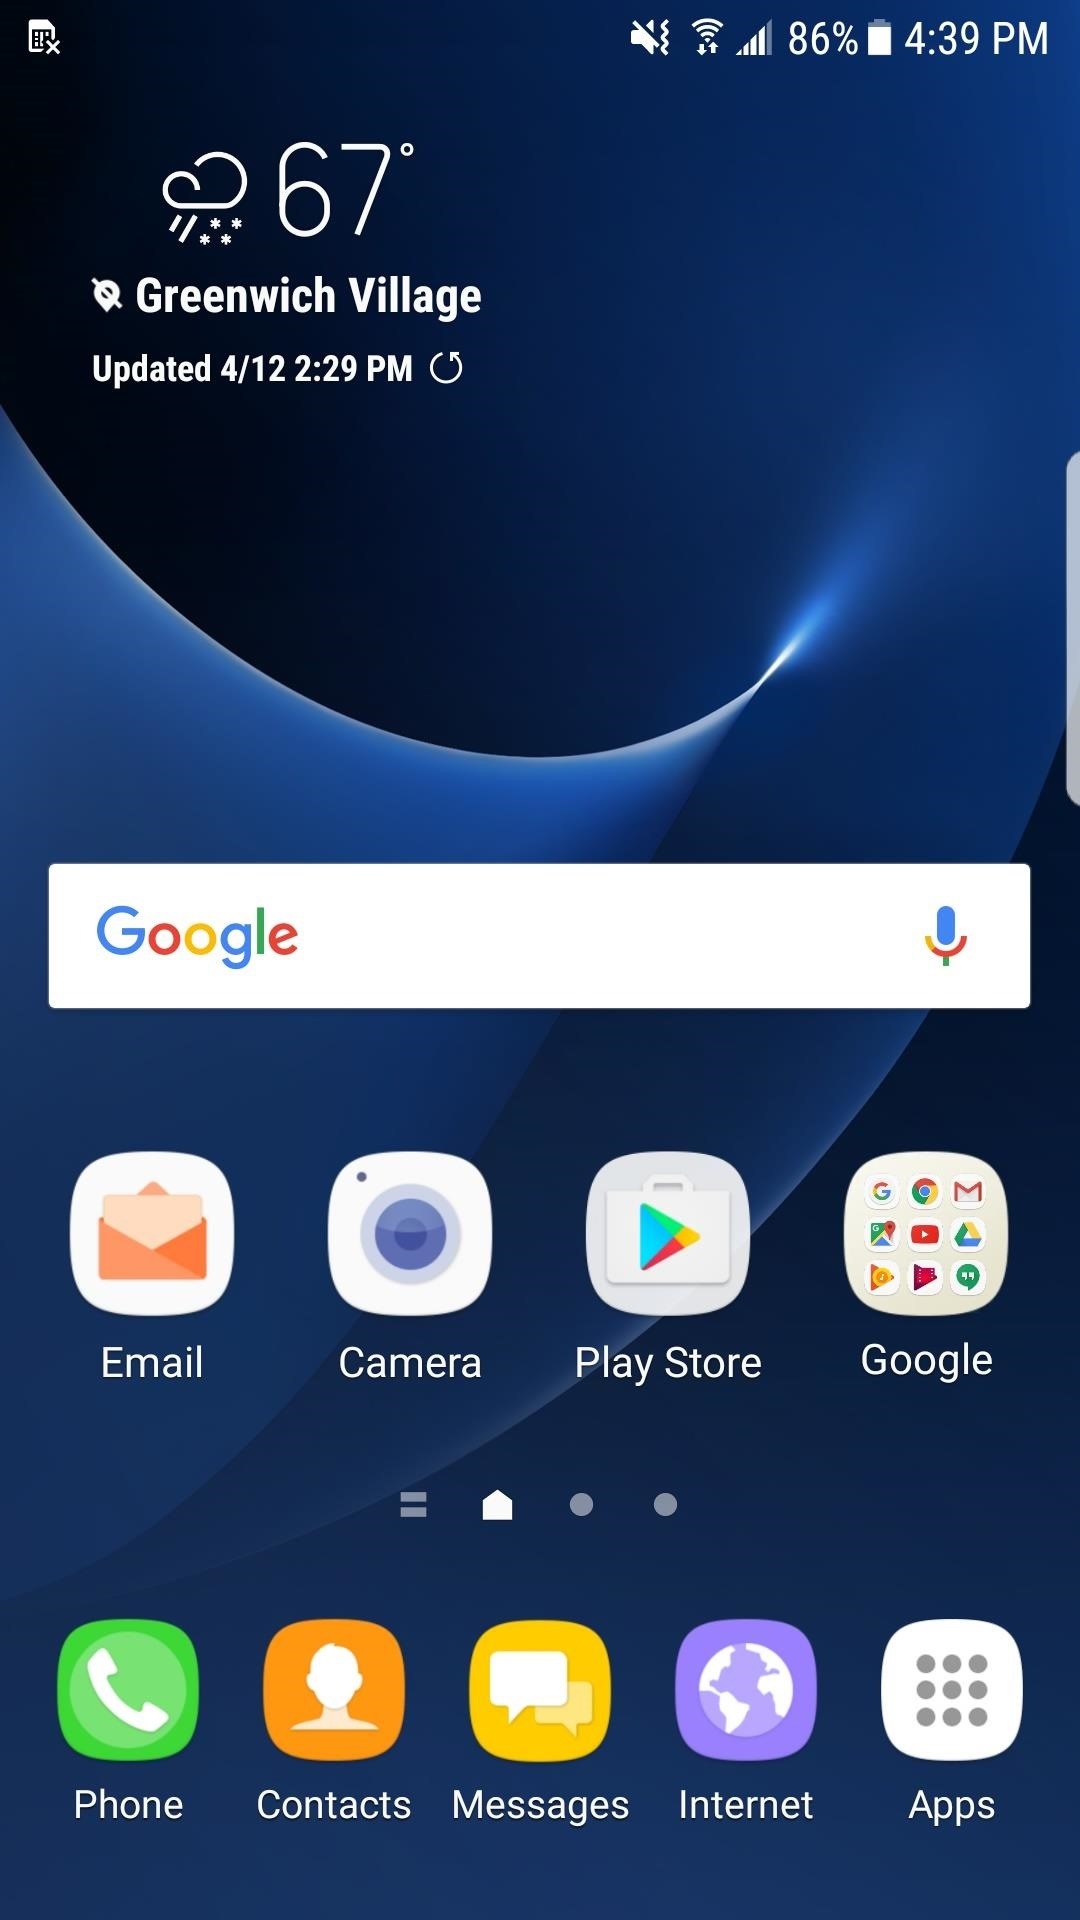 86% 4:39 PM
67°
Greenwich Village
Updated 4/12 2:29 PM
Google
Email Camera Play Store Google
Phone Contacts Messages Internet Apps